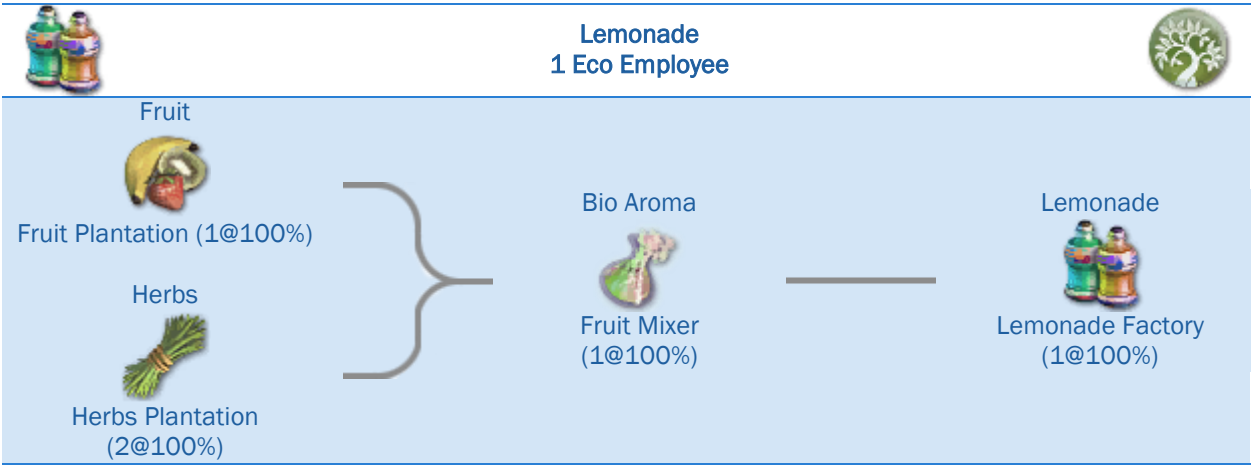 Lemonade
1 Eco Employee
Fruit
Fruit Plantation (1@100%)
Herbs
Herbs Plantation
(2@100%)
Bio Aroma
Fruit Mixer
(1@100%)
Lemonade
Lemonade Factory
(1@100%)